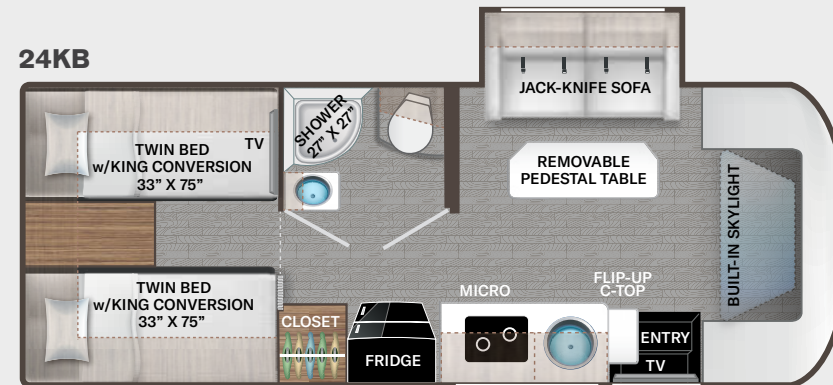 24KB
JACK-KNIFE SOFA
TWIN BED
w/KING CONVERSION
33” X 75”
TV
SHOWER
27” X 27”
REMOVABLE
PEDESTAL TABLE
BUILT-IN SKYLIGHT
TWIN BED
w/KING CONVERSION
33” X 75”
CLOSET
FRIDGE
MICRO
FLIP-UP
C-TOP
ENTRY
TV